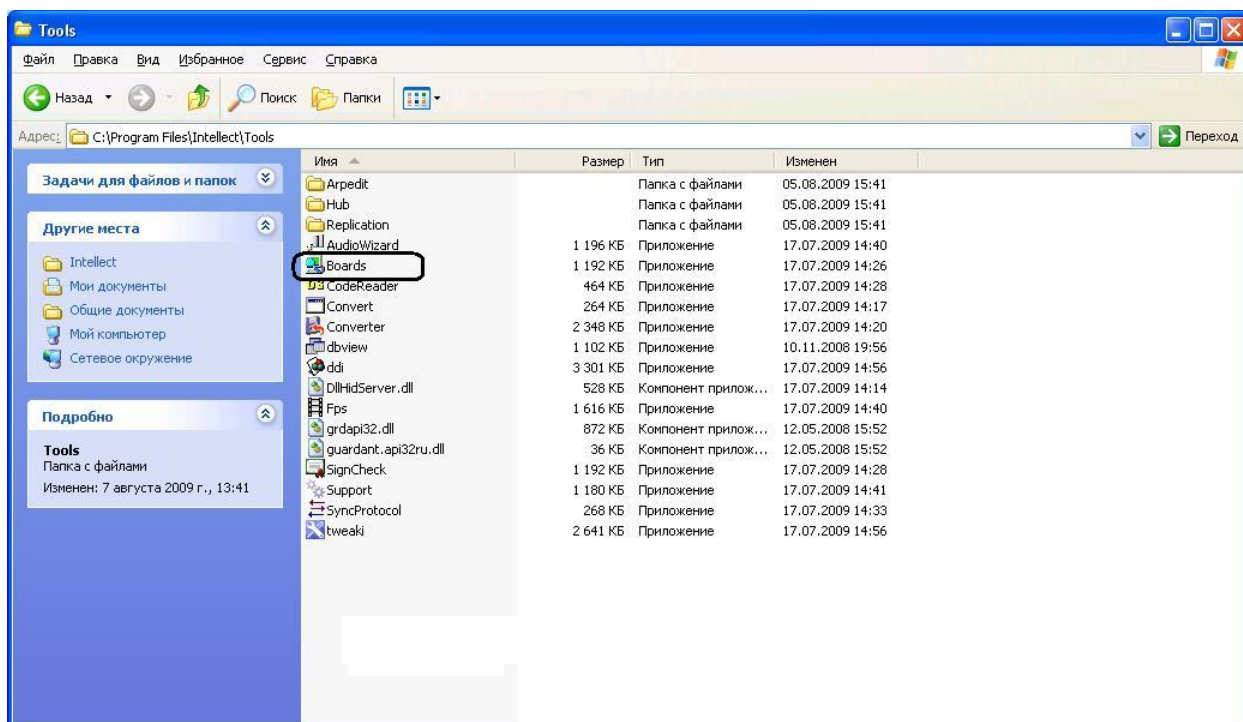 Tools
Файл Правка Вид Избранное Сервис Справка
Назад Поиск Папки
Адрес: C:\Program Files\Intellect\Tools Переход
Задачи для файлов и папок
Другие места
Intellect
Мои документы
Общие документы
Мой компьютер
Сетевое окружение
Подробно
Tools
Папка с файлами
Изменен: 7 августа 2009 г., 13:41
Имя Размер Тип Изменен
Arpedit Папка с файлами 05.08.2009 15:41
Hub Папка с файлами 05.08.2009 15:41
Replication Папка с файлами 05.08.2009 15:41
AudioWizard 1 196 КБ Приложение 17.07.2009 14:40
Boards 1 192 КБ Приложение 17.07.2009 14:26
CodeReader 464 КБ Приложение 17.07.2009 14:28
Convert 264 КБ Приложение 17.07.2009 14:17
Converter 2 348 КБ Приложение 17.07.2009 14:20
dbview 1 102 КБ Приложение 10.11.2008 19:56
ddi 3 301 КБ Приложение 17.07.2009 14:56
DllHidServer.dll 528 КБ Компонент прилож... 17.07.2009 14:14
Fps 1 616 КБ Приложение 17.07.2009 14:40
grdapi32.dll 872 КБ Компонент прилож... 12.05.2008 15:52
guardant.api32ru.dll 36 КБ Компонент прилож... 12.05.2008 15:52
SignCheck 1 192 КБ Приложение 17.07.2009 14:28
Support 1 180 КБ Приложение 17.07.2009 14:41
SyncProtocol 268 КБ Приложение 17.07.2009 14:33
tweaki 2 641 КБ Приложение 17.07.2009 14:56